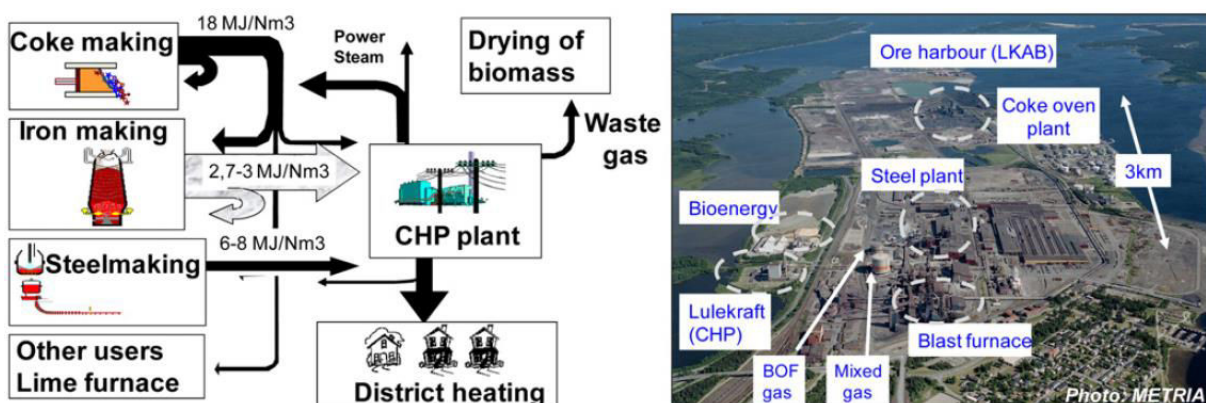 Coke making
18 MJ/Nm3
Power
Steam
Drying of
biomass
Iron making
2,7-3 MJ/Nm3
Waste
gas
CHP plant
6-8 MJ/Nm3
Steelmaking
Other users
Lime furnace
District heating
Ore harbour (LKAB)
Coke oven
plant
3km
Steel plant
Bioenergy
Lulekraft
(CHP)
Blast furnace
BOF
gas
Mixed
gas
Photo: METRIA